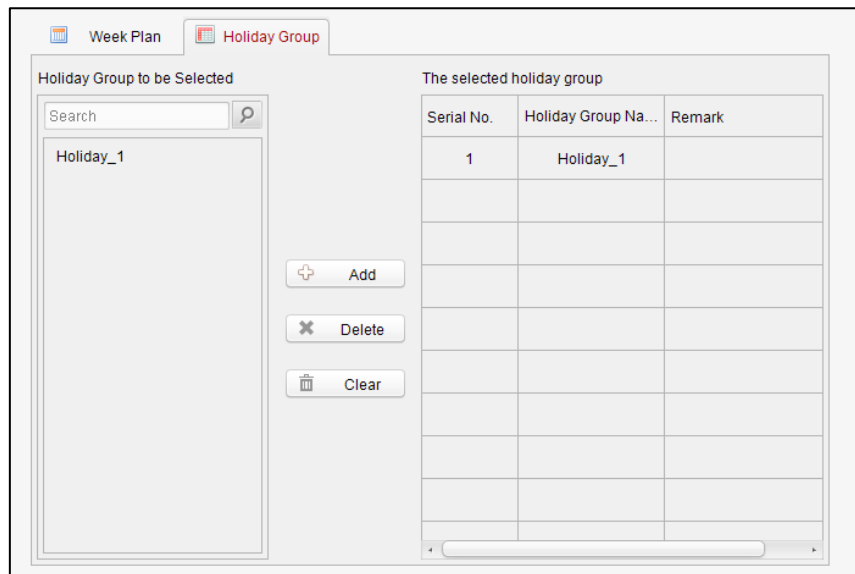 Week Plan
Holiday Group
Holiday Group to be Selected
The selected holiday group
Search
Serial No.
Holiday Group Na...
Remark
Holiday_1
1
Holiday_1
Add
Delete
Clear